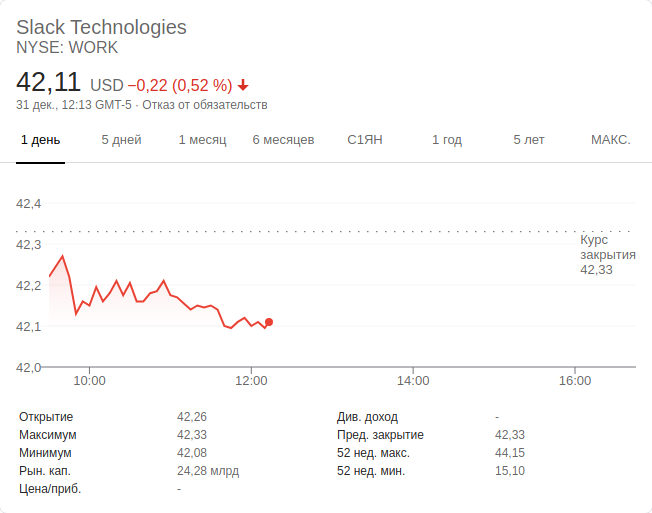 Slack Technologies
NYSE: WORK
42,11 USD −0,22 (0,52 %)
31 дек., 12:13 GMT-5 · Отказ от обязательств
1 день 5 дней 1 месяц 6 месяцев С1ЯН 1 год 5 лет МАКС.
42,4
42,3
42,2
42,1
42,0
Курс
закрытия
42,33
10:00 12:00 14:00 16:00
Открытие 42,26 Див. доход -
Максимум 42,33 Пред. закрытие 42,33
Минимум 42,08 52 нед. макс. 44,15
Рын. кап. 24,28 млрд 52 нед. мин. 15,10
Цена/приб. -